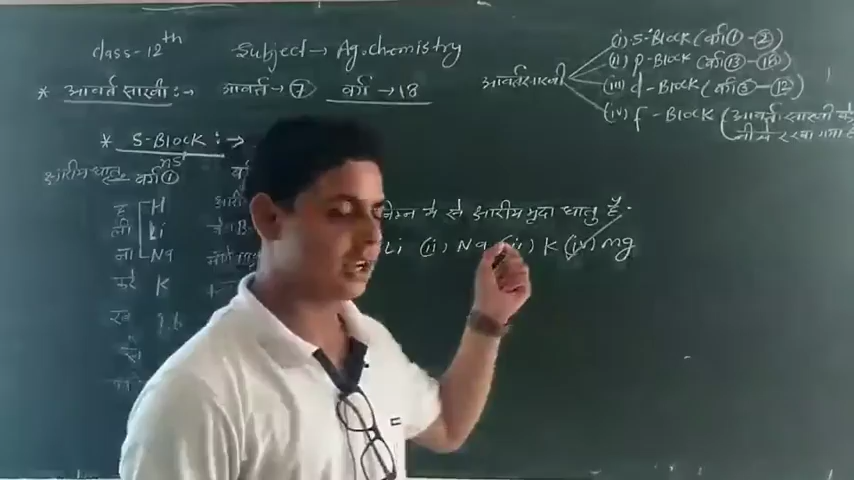 class-12th Subject → Ag.chemistry
* आवर्त सारणी :→ आवर्त → 7 वर्ग → 18
आवर्तसारणी
(i) S-Block (वर्ग 1 - 2)
(ii) p-Block (वर्ग 13 - 18)
(iii) d-Block (वर्ग 3 - 12)
(iv) f-Block (आवर्त सारणी के
नीचे रखा गया है
* S-BLOCK :→
क्षारीय धातु वर्ग 1 ns¹
ह H
ली Li
ना Na
करे K
रब
से
निम्न में से क्षारीय मृदा धातु है-
Li (ii) Na (iii) K (iv) mg